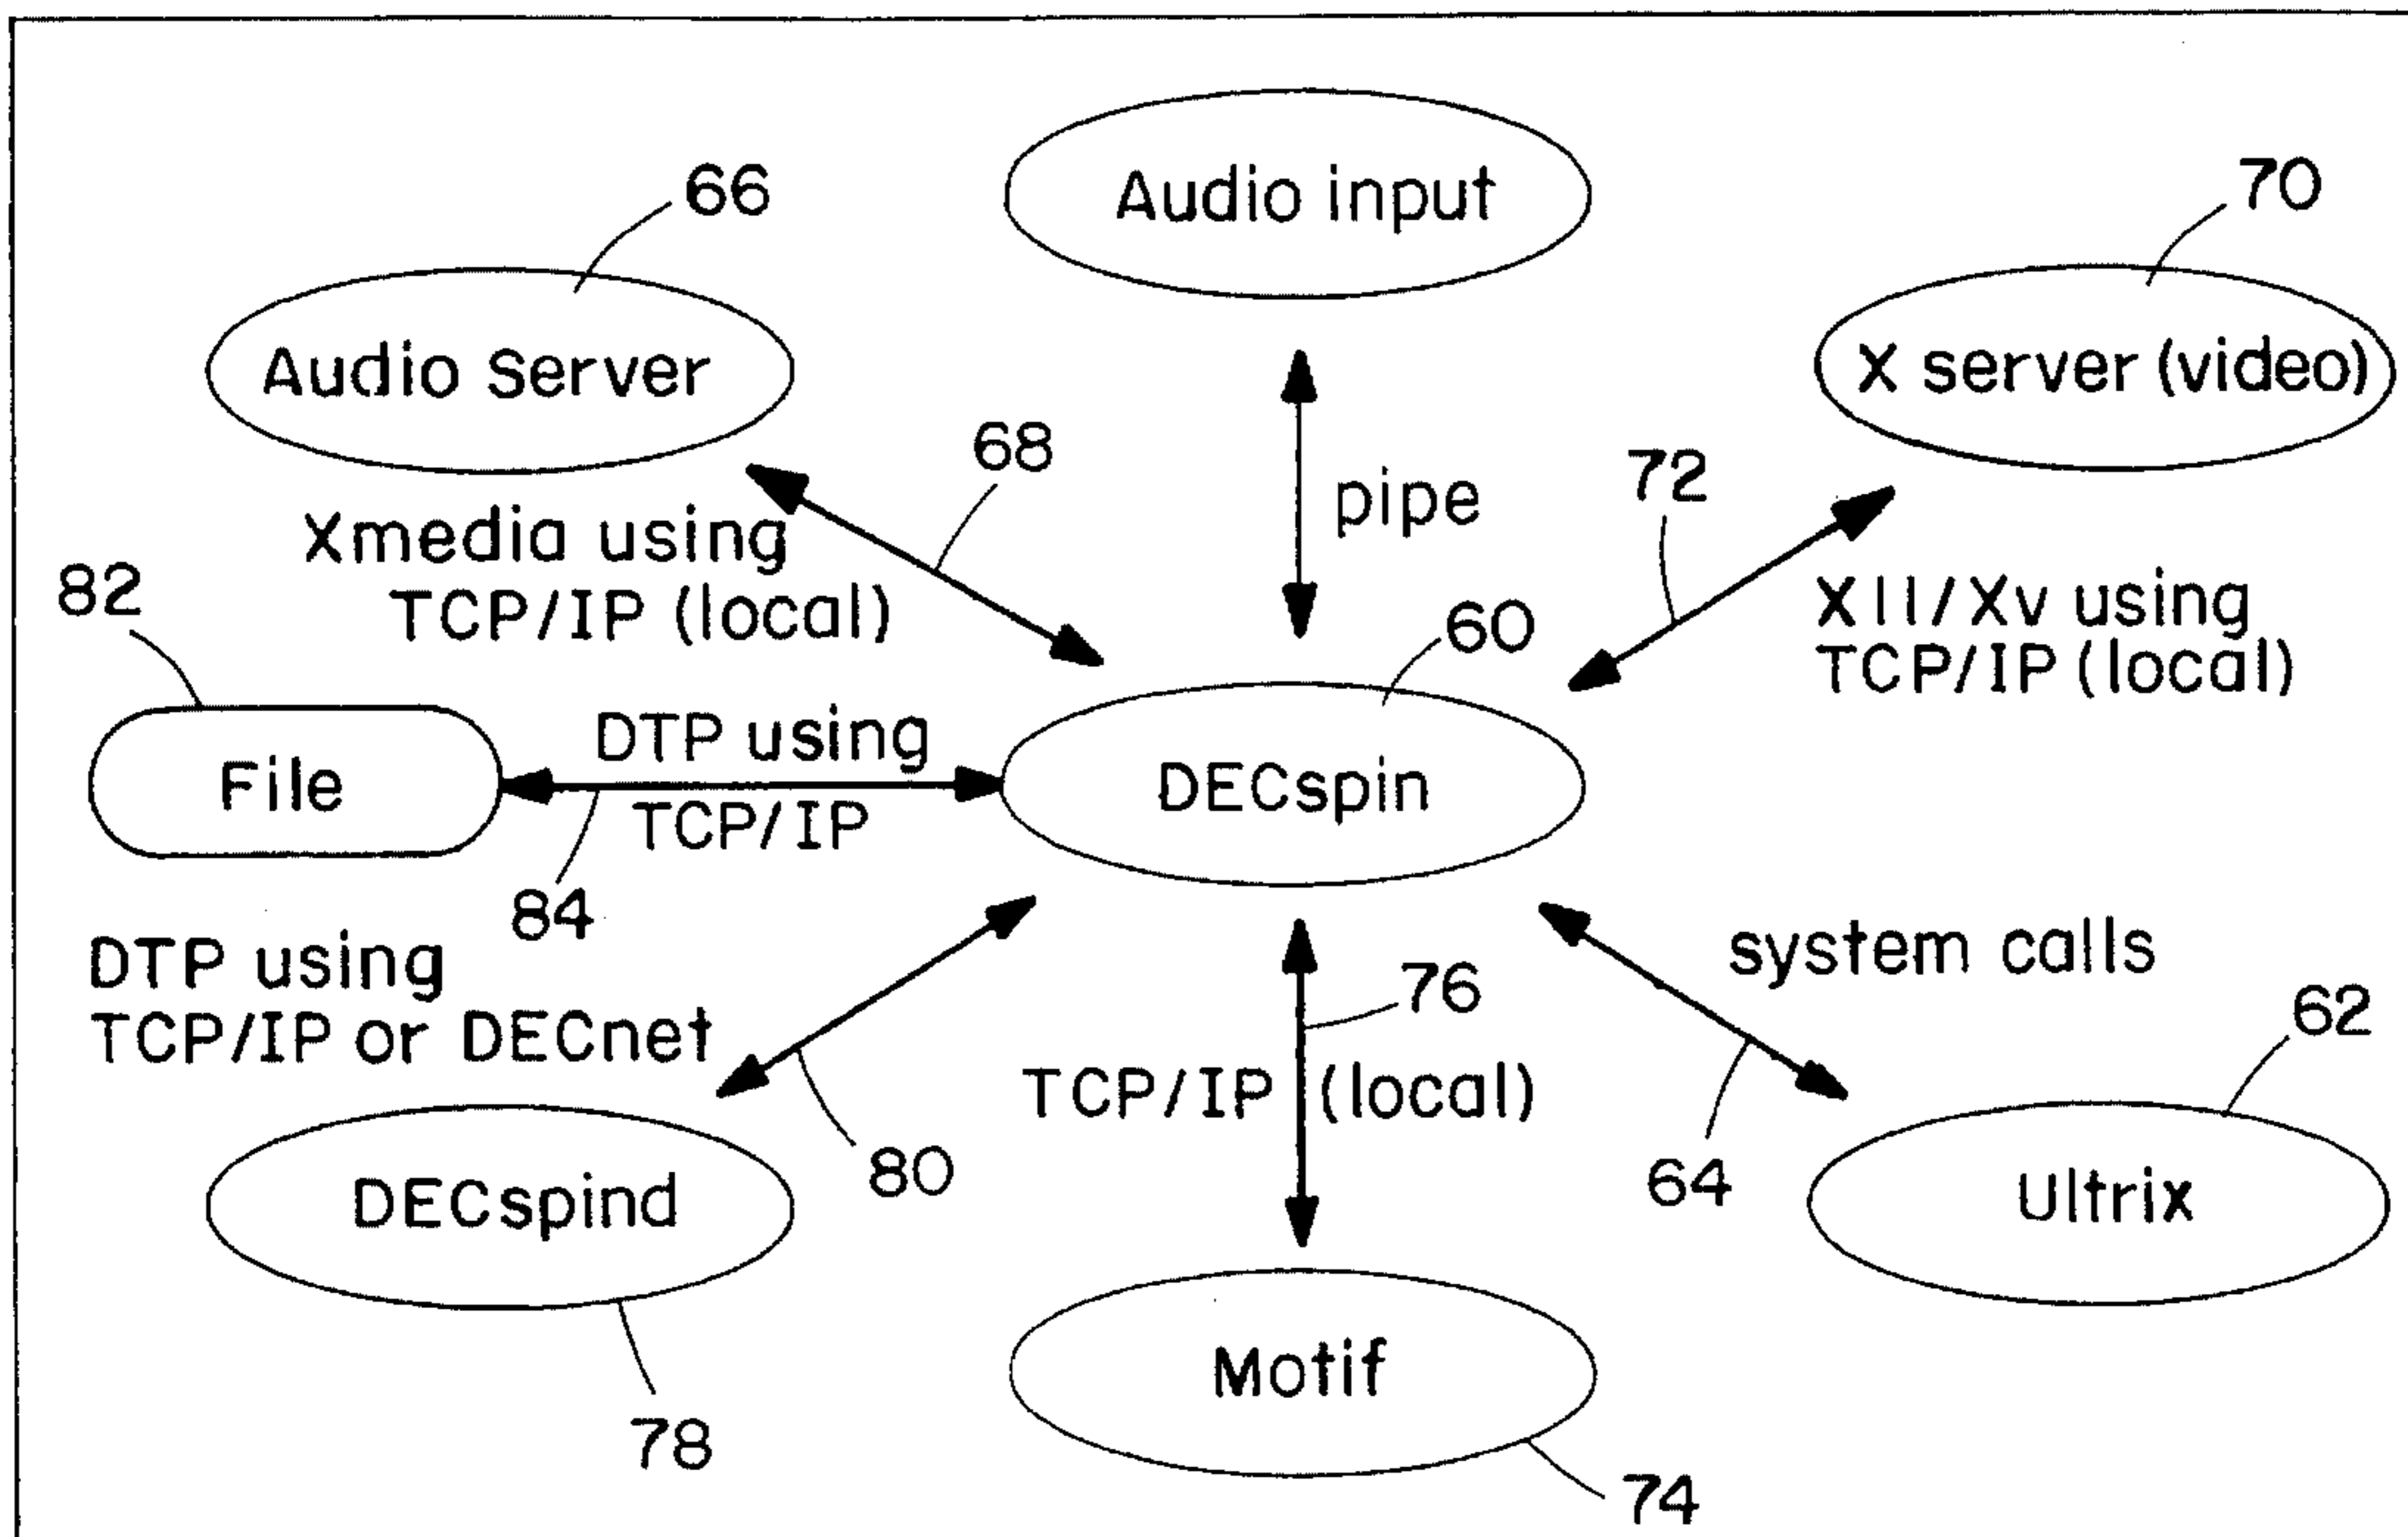 Audio input
66
70
Audio Server
X server (video)
68
pipe
72
Xmedia using
TCP/IP (local)
X11/Xv using
TCP/IP (local)
82
60
DTP using
TCP/IP
File
DECspin
84
system calls
DTP using
TCP/IP or DECnet
76
62
TCP/IP (local)
80
64
DECspind
Ultrix
Motif
78
74